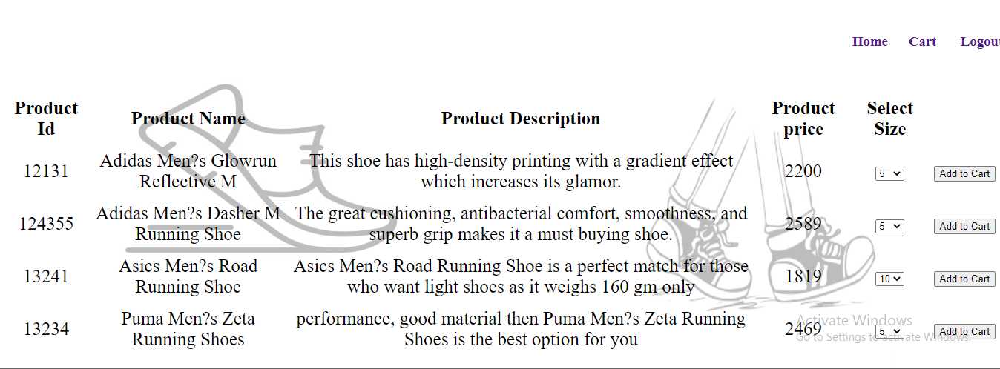 Home Cart Logou
Product Id
Product Name
Product Description
Product price
Select Size
12131
Adidas Men?s Glowrun
Reflective M
This shoe has high-density printing with a gradient effect
which increases its glamor.
2200
5
Add to Cart
124355
Adidas Men?s Dasher M
Running Shoe
The great cushioning, antibacterial comfort, smoothness, and
superb grip makes it a must buying shoe.
2589
5
Add to Cart
13241
Asics Men?s Road
Running Shoe
Asics Men?s Road Running Shoe is a perfect match for those
who want light shoes as it weighs 160 gm only
1819
10
Add to Cart
13234
Puma Men?s Zeta
Running Shoes
performance, good material then Puma Men?s Zeta Running
Shoes is the best option for you
2469
5
Add to Cart
Activate Windows
Go to Settings to activate Windows.